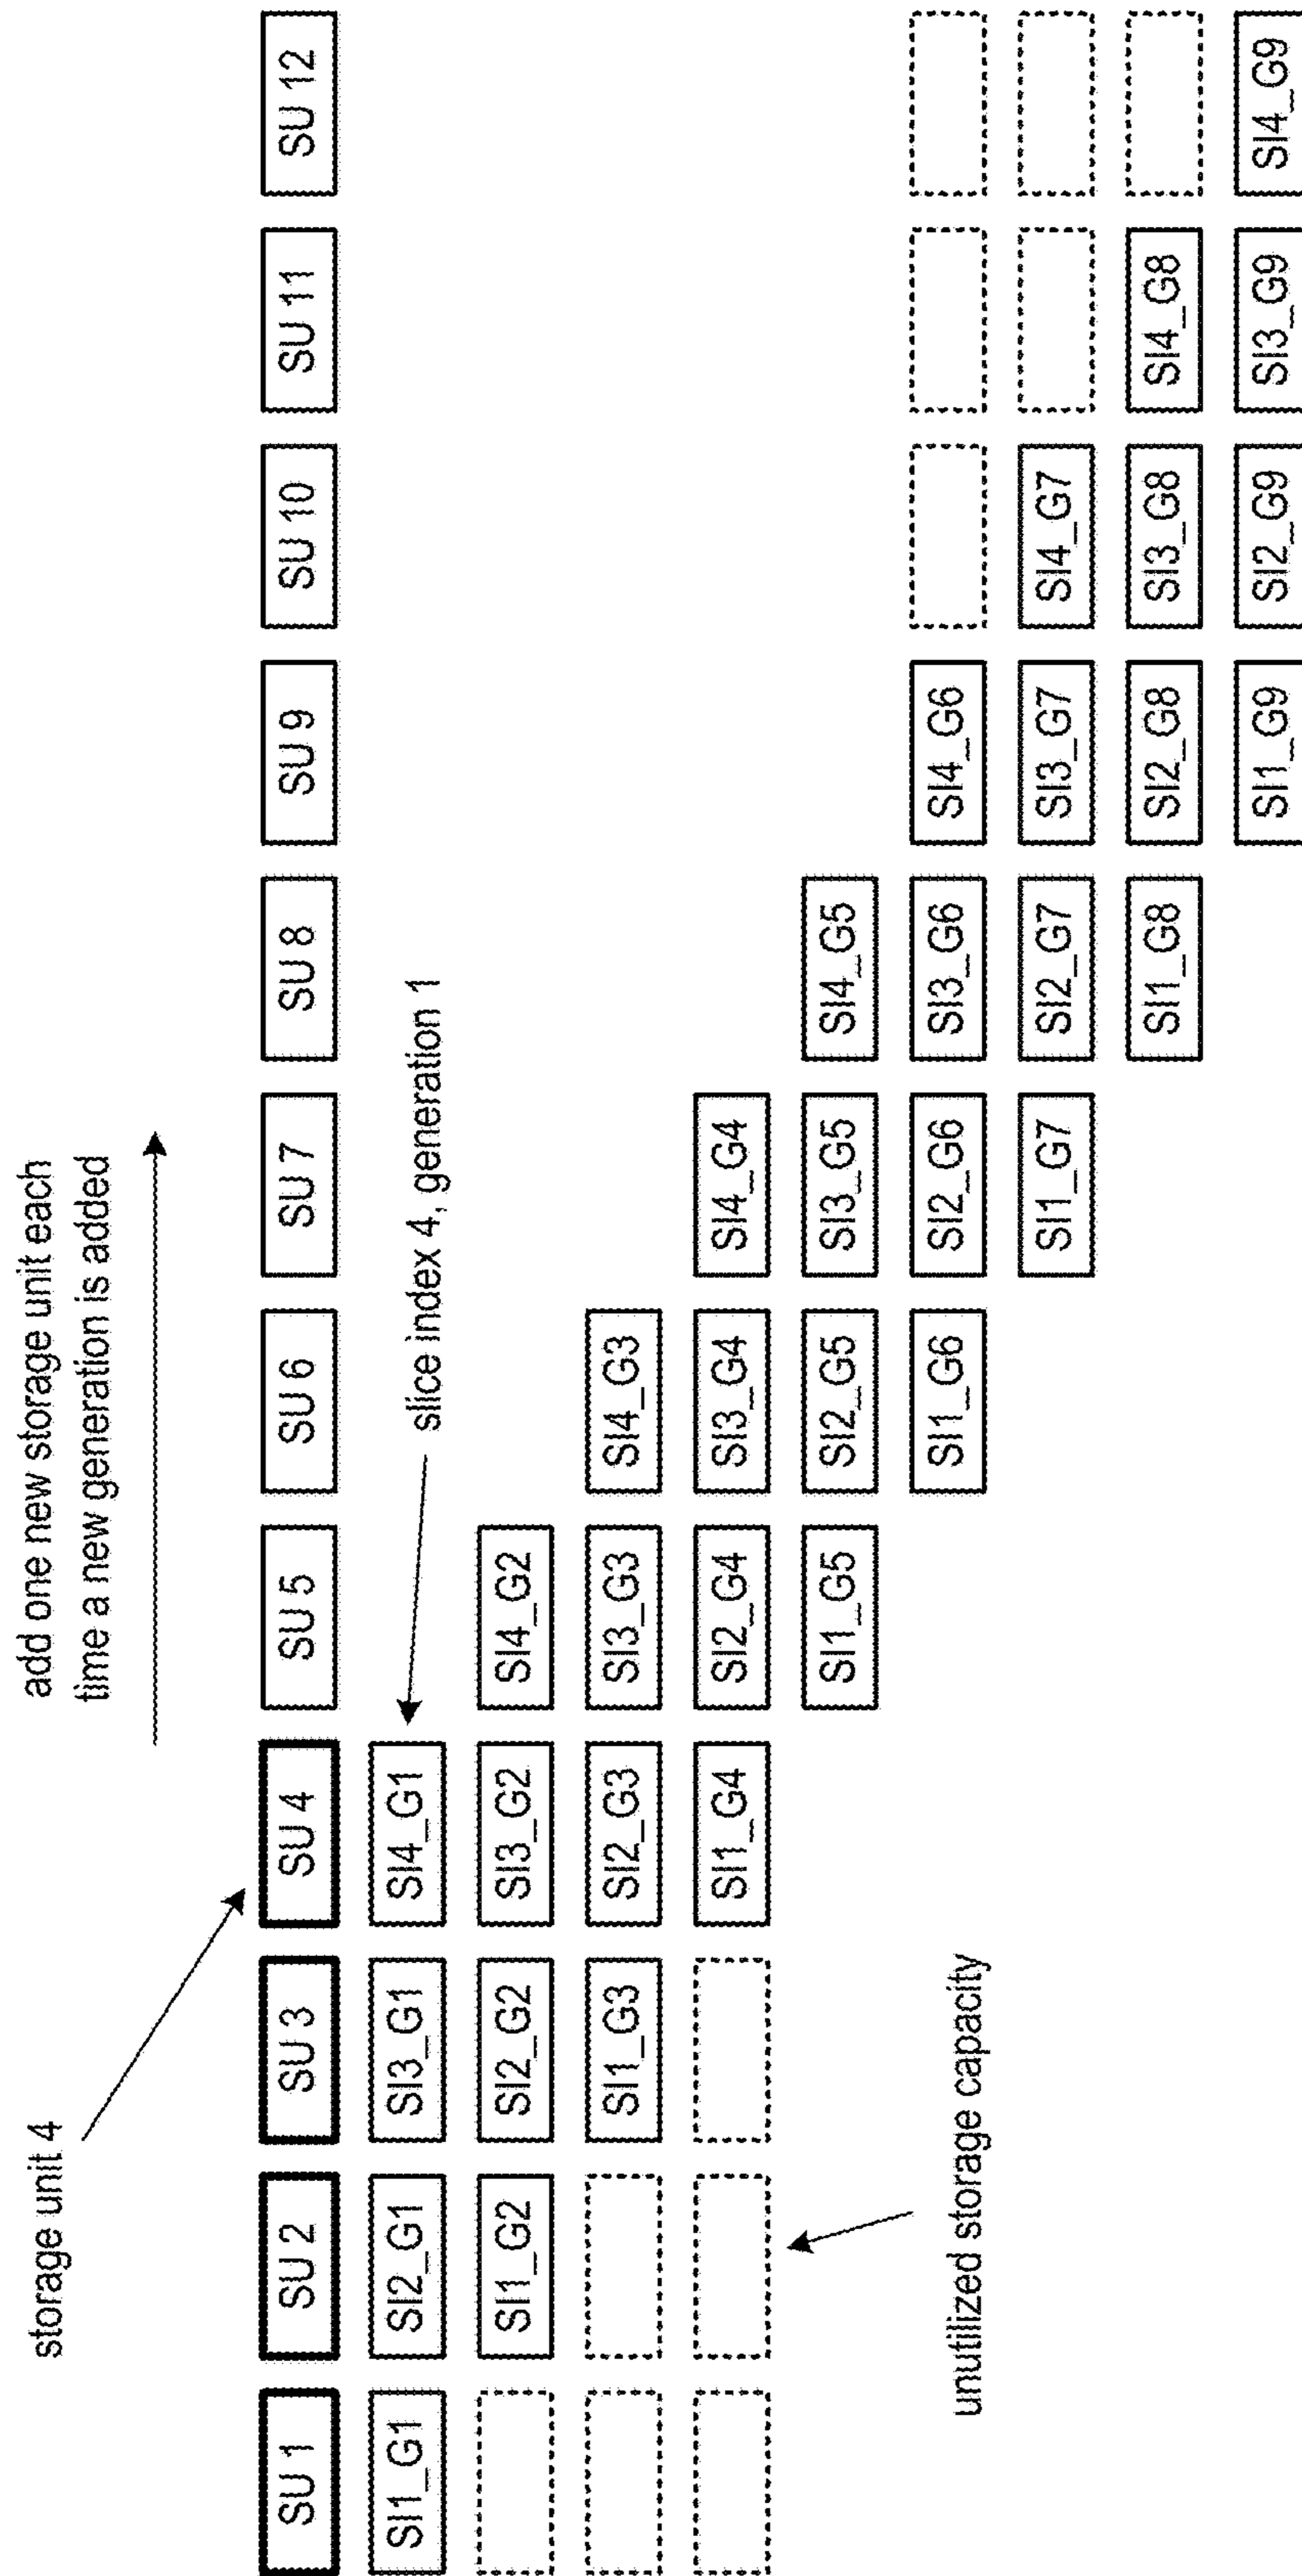 add one new storage unit each
time a new generation is added
storage unit 4
SU 1 SU 2 SU 3 SU 4 SU 5 SU 6 SU 7 SU 8 SU 9 SU 10 SU 11 SU 12
SI1_G1 SI2_G1 SI3_G1 SI4_G1
slice index 4, generation 1
SI1_G2 SI2_G2 SI3_G2 SI4_G2
SI1_G3 SI2_G3 SI3_G3 SI4_G3
SI1_G4 SI2_G4 SI3_G4 SI4_G4
SI1_G5 SI2_G5 SI3_G5 SI4_G5
SI1_G6 SI2_G6 SI3_G6 SI4_G6
unutilized storage capacity
SI1_G7 SI2_G7 SI3_G7 SI4_G7
SI1_G8 SI2_G8 SI3_G8 SI4_G8
SI1_G9 SI2_G9 SI3_G9 SI4_G9